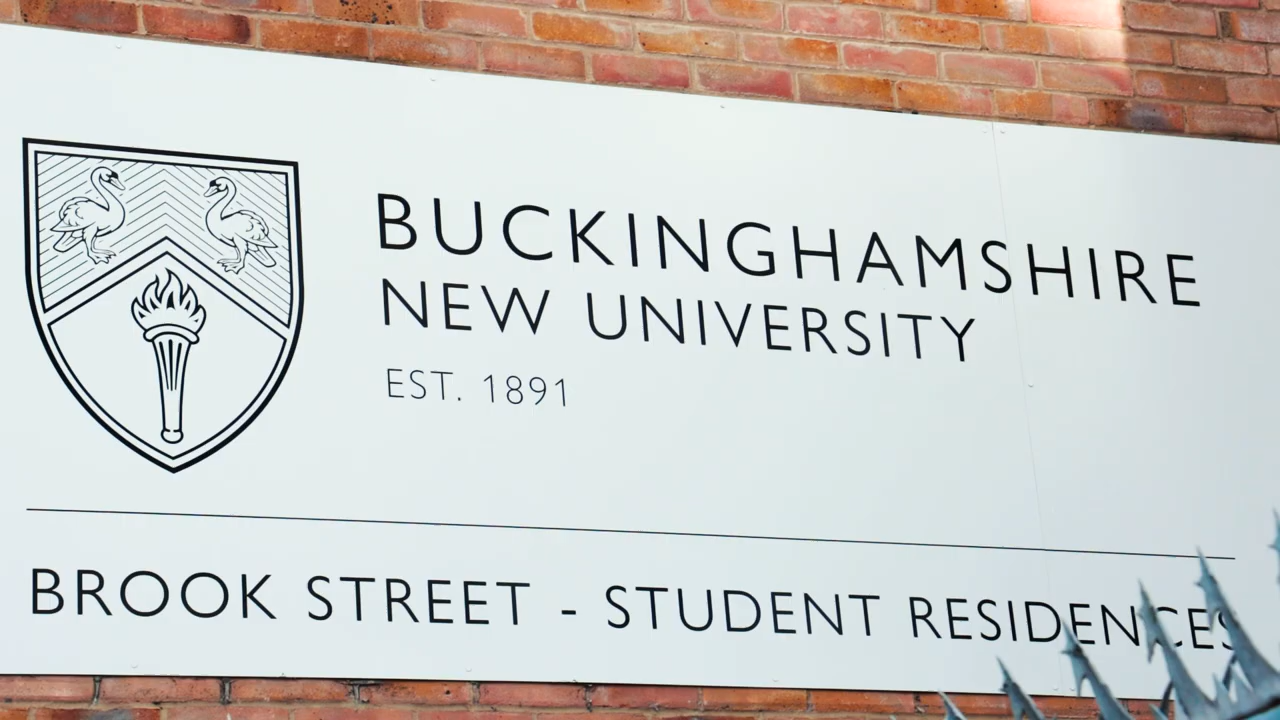 BUCKINGHAMSHIRE
NEW UNIVERSITY
EST. 1891
BROOK STREET - STUDENT RESIDENCES